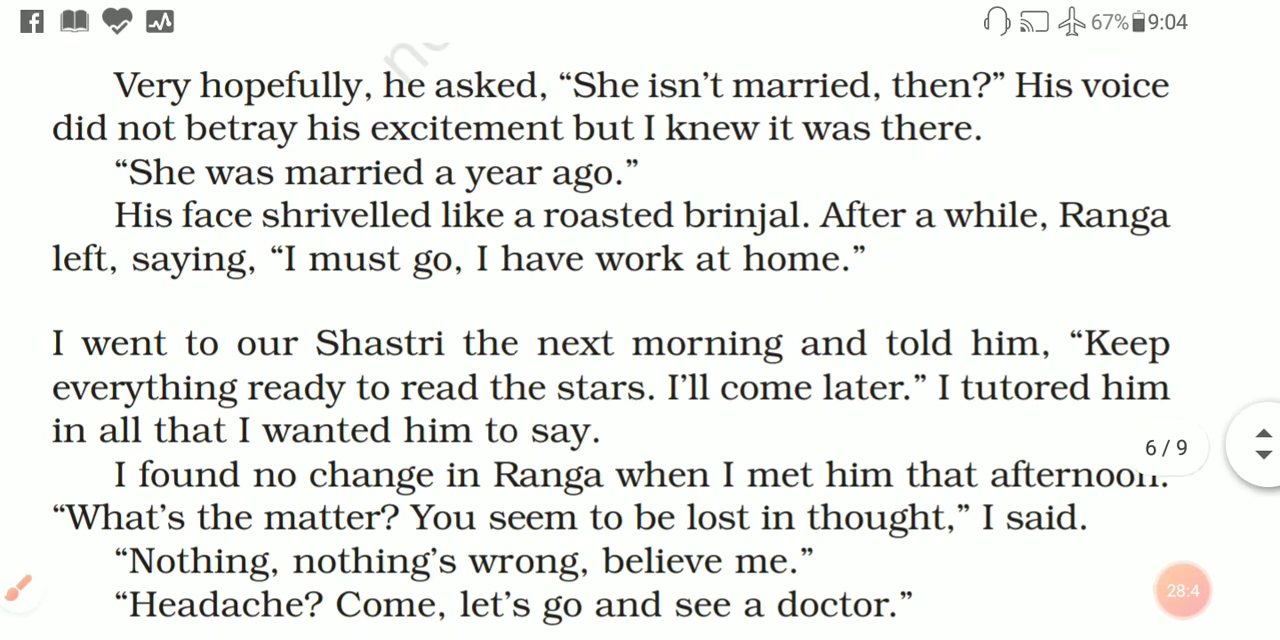 67% 9:04
Very hopefully, he asked, “She isn’t married, then?” His voice
did not betray his excitement but I knew it was there.
“She was married a year ago.”
His face shrivelled like a roasted brinjal. After a while, Ranga
left, saying, “I must go, I have work at home.”
I went to our Shastri the next morning and told him, “Keep
everything ready to read the stars. I’ll come later.” I tutored him
in all that I wanted him to say.
6 / 9
I found no change in Ranga when I met him that afternoon.
“What’s the matter? You seem to be lost in thought,” I said.
“Nothing, nothing’s wrong, believe me.”
28:4
“Headache? Come, let’s go and see a doctor.”